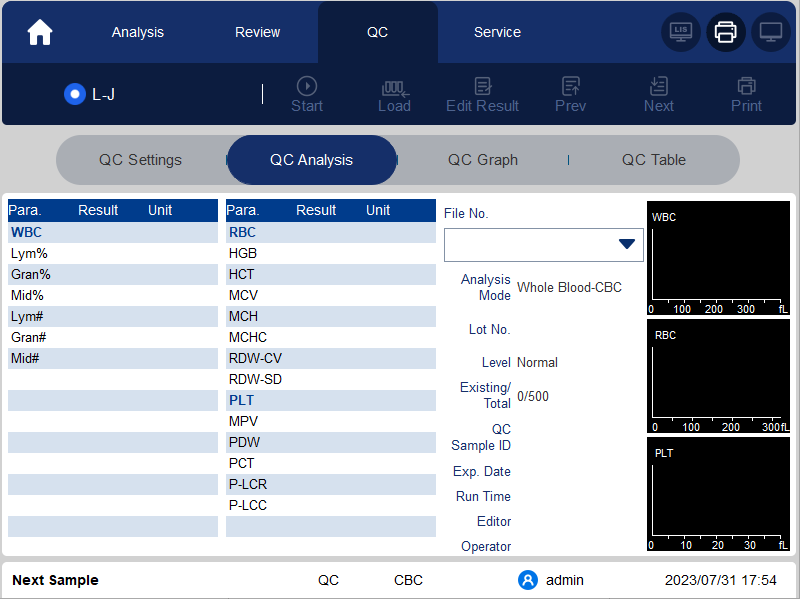 Analysis Review QC Service LIS
L-J Start Load Edit Result Prev Next Print
QC Settings QC Analysis QC Graph QC Table
Para. Result Unit
WBC
Lym%
Gran%
Mid%
Lym#
Gran#
Mid#
Para. Result Unit
RBC
HGB
HCT
MCV
MCH
MCHC
RDW-CV
RDW-SD
PLT
MPV
PDW
PCT
P-LCR
P-LCC
File No.
Analysis
Mode Whole Blood-CBC
Lot No.
Level Normal
Existing/
Total 0/500
QC
Sample ID
Exp. Date
Run Time
Editor
Operator
WBC
0 100 200 300 fL
RBC
0 100 200 300fL
PLT
0 10 20 30 fL
Next Sample QC CBC admin 2023/07/31 17:54